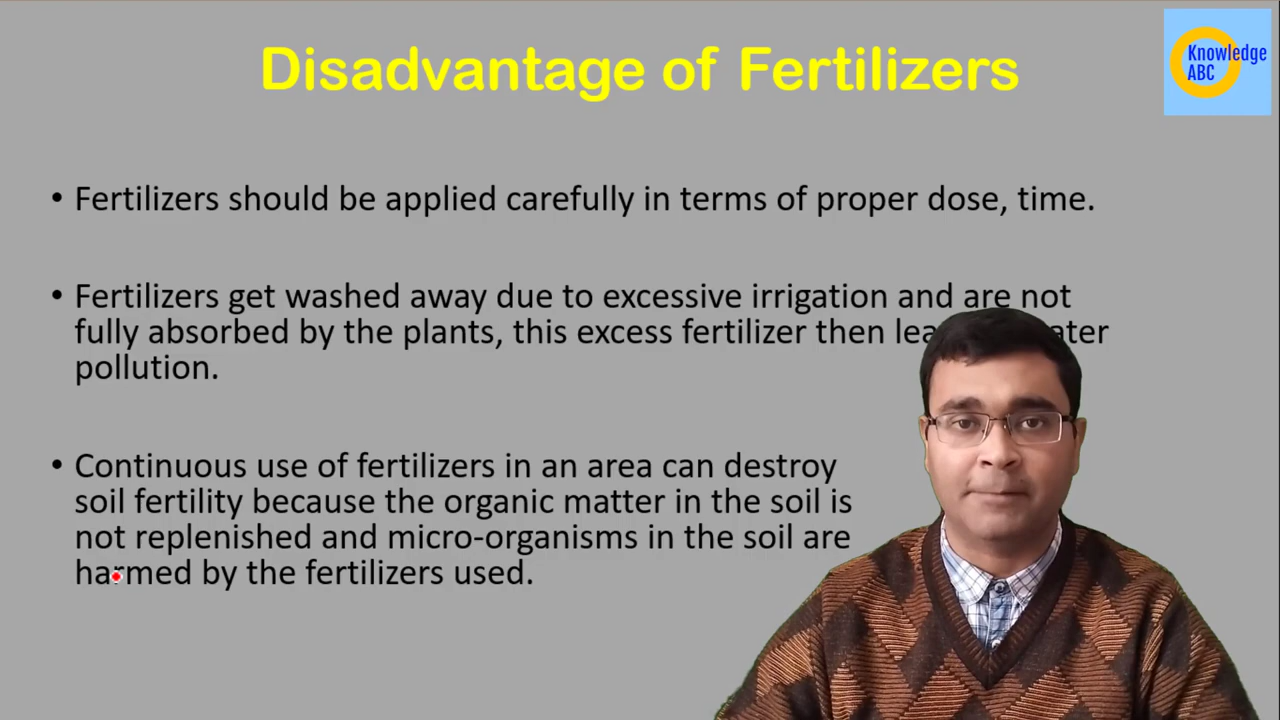 Disadvantage of Fertilizers
Knowledge
ABC
• Fertilizers should be applied carefully in terms of proper dose, time.
• Fertilizers get washed away due to excessive irrigation and are not
fully absorbed by the plants, this excess fertilizer then
pollution.
• Continuous use of fertilizers in an area can destroy
soil fertility because the organic matter in the soil is
not replenished and micro-organisms in the soil are
harmed by the fertilizers used.